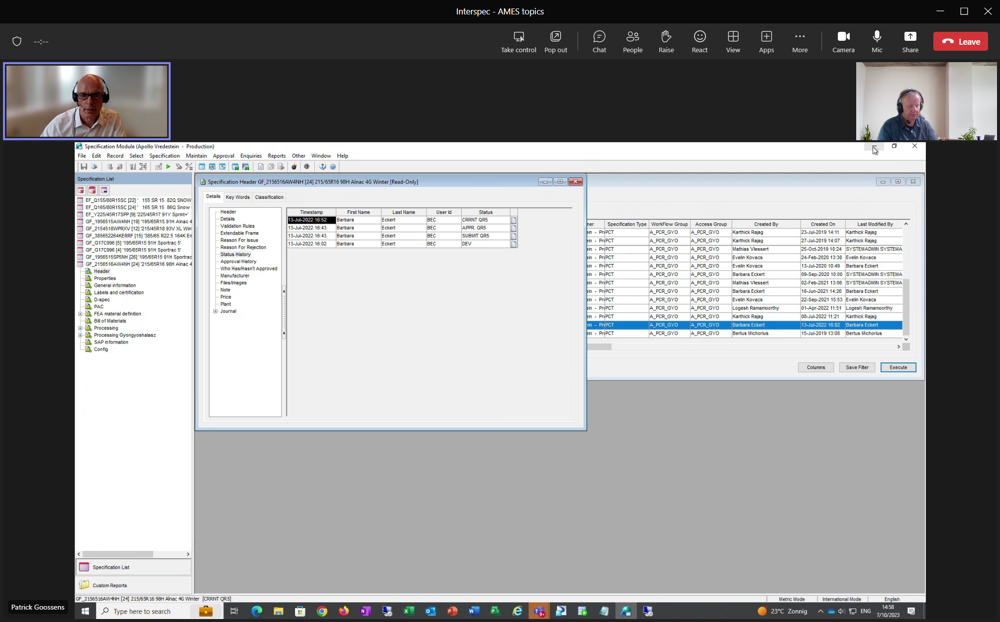 Interspec - AMES topics
--:--
Take control Pop out Chat People Raise React View Apps More Camera Mic Share Leave
Specification Module (Apollo Vredestein - Production)
File Edit Record Select Specification Maintain Approval Enquiries Reports Other Window Help
Specification List
EF_Q155/80R15SC [22] ' 155 SR 15 82Q SNOW
EF_Q165/80R15SC [24] ' 165 SR 15 86Q Snow
EF_Y225/45R17SPP [9] '225/45R17 91Y Sprint+'
GF_1956515AW4NH [19] '195/65R15 91H Alnac 4
GF_2154518WPRXV [12] '215/45R18 93V XL Win
GF_385652264KERRF [15] '385/65 R22.5 164K En
GF_G17C996 [5] '195/65R15 91H Sportrac 5'
GF_G17C996 [4] '195/65R15 91H Sportrac 5'
GF_1956515SP5NH [26] '195/65R15 91H Sportrac
GF_2156516AW4NH [24] '215/65R16 98H Alnac 4
Header
Properties
General information
Labels and certification
D-spec
PAC
FEA material definition
Bill of Materials
Processing
Processing Gyongyoshalasz
SAP information
Config
Specification Header GF_2156516AW4NH [24] 215/65R16 98H Alnac 4G Winter [Read-Only]
Details Key Words Classification
Header
Details
Validation Rules
Extendable Frame
Reason For Issue
Reason For Rejection
Status History
Approval History
Who Has/Hasn't Approved
Manufacturer
Files/Images
Note
Price
Plant
Journal
Timestamp First Name Last Name User Id Status
13-Jul-2022 16:52 Barbara Eckert BEC CRRNT QR5
13-Jul-2022 16:43 Barbara Eckert BEC APPR. QR5
13-Jul-2022 16:43 Barbara Eckert BEC SUBMIT QR5
13-Jul-2022 16:02 Barbara Eckert BEC DEV
ner Specification Type WorkFlow Group Access Group Created By Created On Last Modified By
ein - Pr PCT A_PCR_GYO A_PCR_GYO Karthick Rajag 23-Jul-2019 14:11 Karthick Rajag
ein - Pr PCT A_PCR_GYO A_PCR_GYO Karthick Rajag 27-Jul-2019 14:07 Karthick Rajag
ein - Pr PCT A_PCR_GYO A_PCR_GYO Mathias Vlessert 25-Oct-2019 10:24 SYSTEMADMIN SYSTEMA
ein - Pr PCT A_PCR_GYO A_PCR_GYO Evelin Kovacs 24-Feb-2020 13:30 Evelin Kovacs
ein - Pr PCT A_PCR_GYO A_PCR_GYO Evelin Kovacs 13-Jul-2020 10:49 Barbara Eckert
ein - Pr PCT A_PCR_GYO A_PCR_GYO Barbara Eckert 09-Sep-2020 10:00 SYSTEMADMIN SYSTEMA
ein - Pr PCT A_PCR_GYO A_PCR_GYO Mathias Vlessert 02-Feb-2021 13:06 SYSTEMADMIN SYSTEMA
ein - Pr PCT A_PCR_GYO A_PCR_GYO Barbara Eckert 16-Jun-2021 14:26 Barbara Eckert
ein - Pr PCT A_PCR_GYO A_PCR_GYO Evelin Kovacs 22-Sep-2021 15:53 Evelin Kovacs
ein - Pr PCT A_PCR_GYO A_PCR_GYO Logesh Ramamoorthy 01-Apr-2022 11:51 Logesh Ramamoorthy
ein - Pr PCT A_PCR_GYO A_PCR_GYO Karthick Rajag 08-Jul-2022 11:21 Karthick Rajag
ein - Pr PCT A_PCR_GYO A_PCR_GYO Barbara Eckert 13-Jul-2022 16:02 Barbara Eckert
ein - Pr PCT A_PCR_GYO A_PCR_GYO Bertus Michorius 15-Jul-2019 13:08 Bertus Michorius
Columns Save Filter Execute
Specification List
Custom Reports
GF_2156516AW4NH [24] 215/65R16 98H Alnac 4G Winter [CRRNT QR5]
Metric Mode International Mode English
Patrick Goossens
Type here to search
23°C Zonnig ENG
14:58
7/10/2023